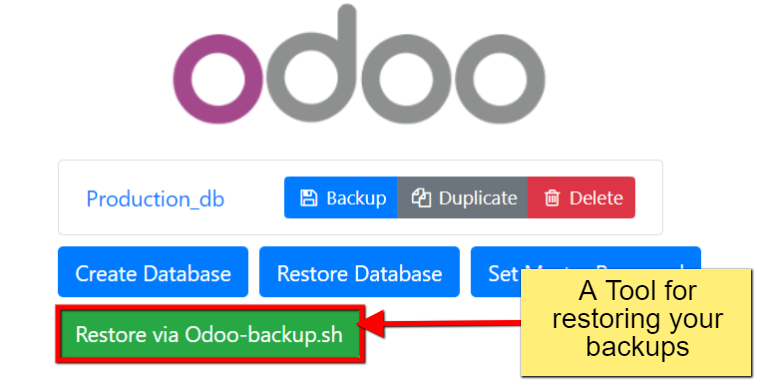 odoo
Production_db Backup Duplicate Delete
Create Database Restore Database Set
A Tool for
restoring your
backups
Restore via Odoo-backup.sh